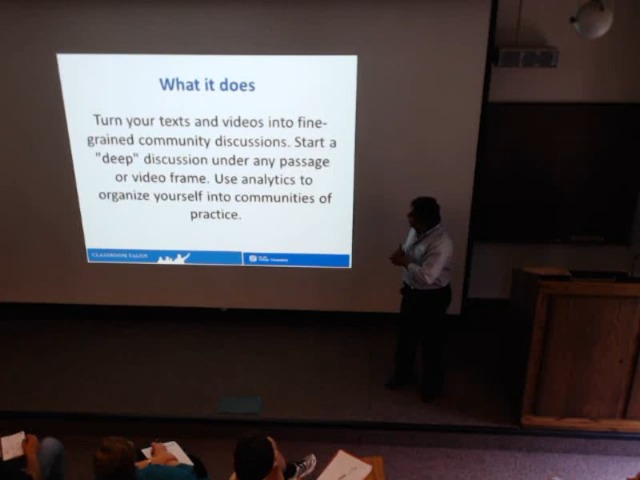 What it does
Turn your texts and videos into fine-
grained community discussions. Start a
"deep" discussion under any passage
or video frame. Use analytics to
organize yourself into communities of
practice.
CLASSROOM SALON